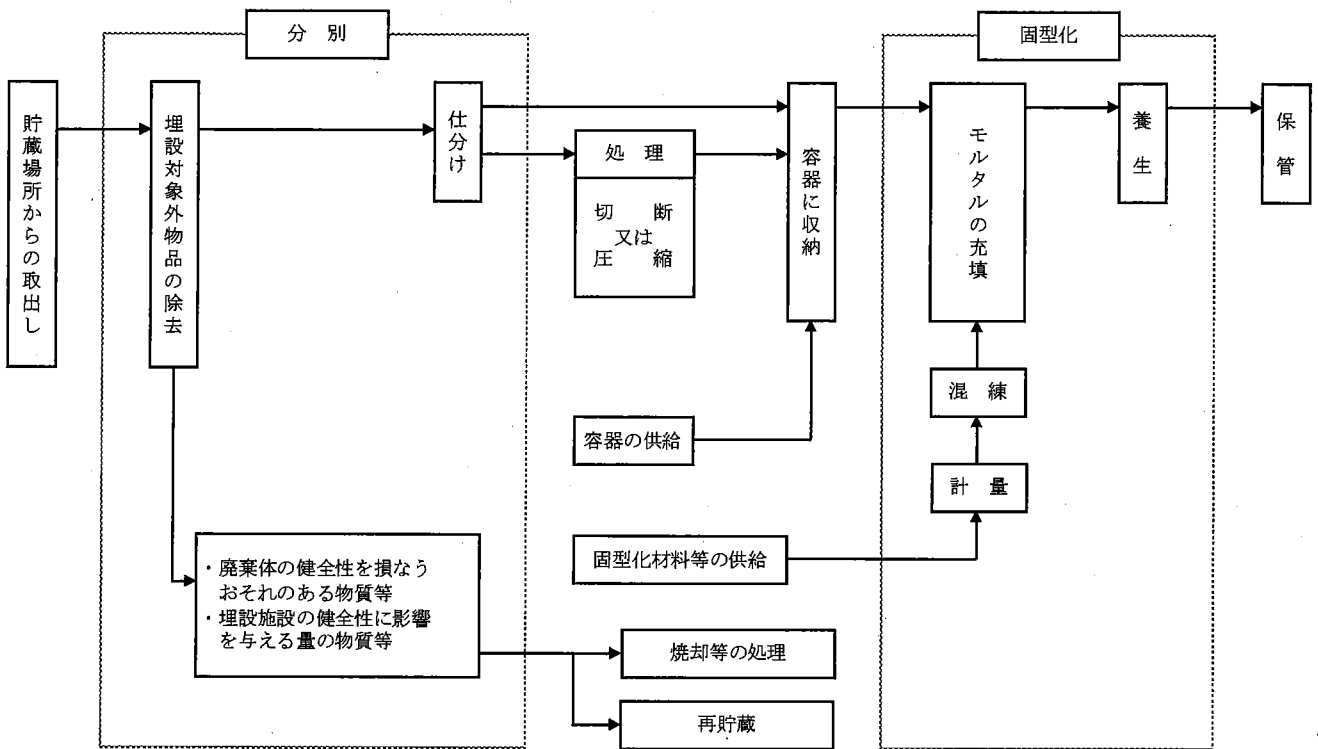 分別
固型化
貯蔵場所からの取出し
埋設対象外物品の除去
仕分け
処理
切断
又は
圧縮
容器に収納
モルタルの充填
養生
保管
混練
容器の供給
計量
固型化材料等の供給
・廃棄体の健全性を損なう
おそれのある物質等
・埋設施設の健全性に影響
を与える量の物質等
焼却等の処理
再貯蔵